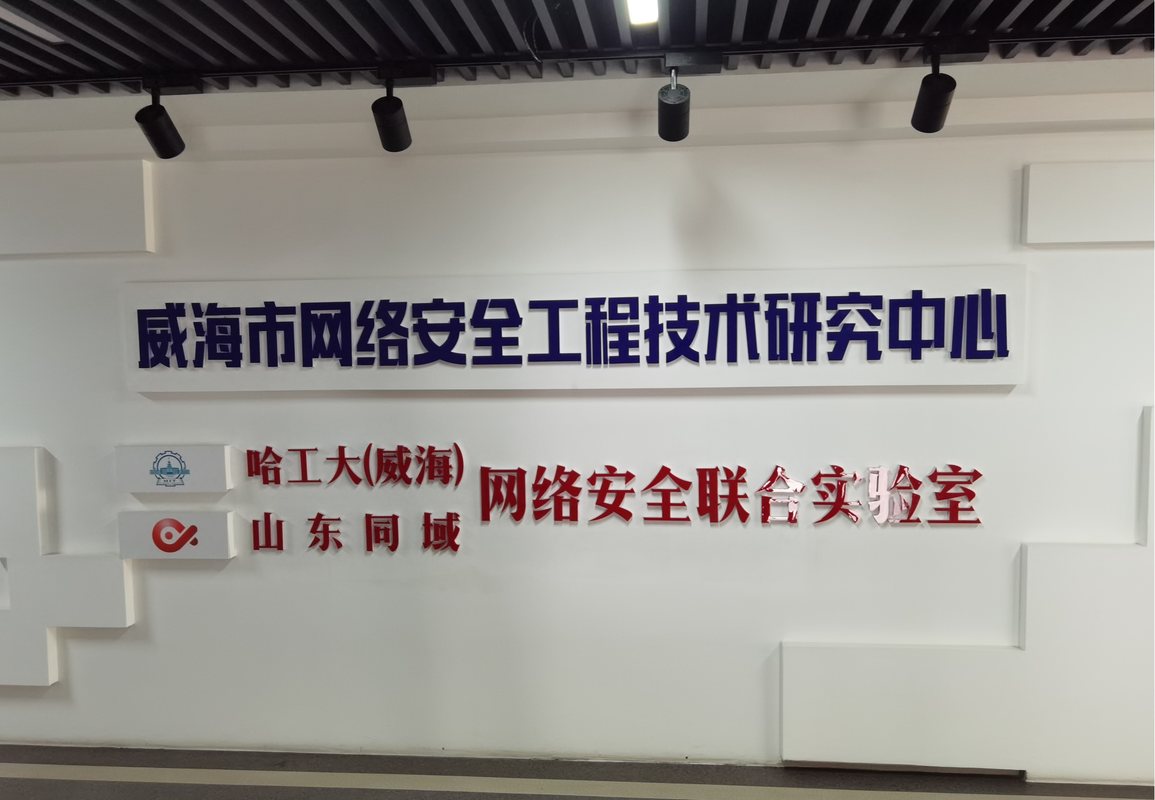 威海市网络安全工程技术研究中心
哈工大(威海)
山东同域
网络安全联合实验室